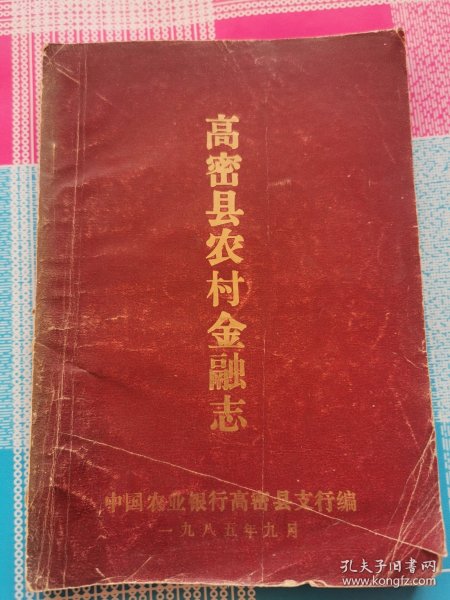 高密县农村金融志
中国农业银行高密县支行编
一九八五年九月
孔夫子旧书网
www.kongfz.com